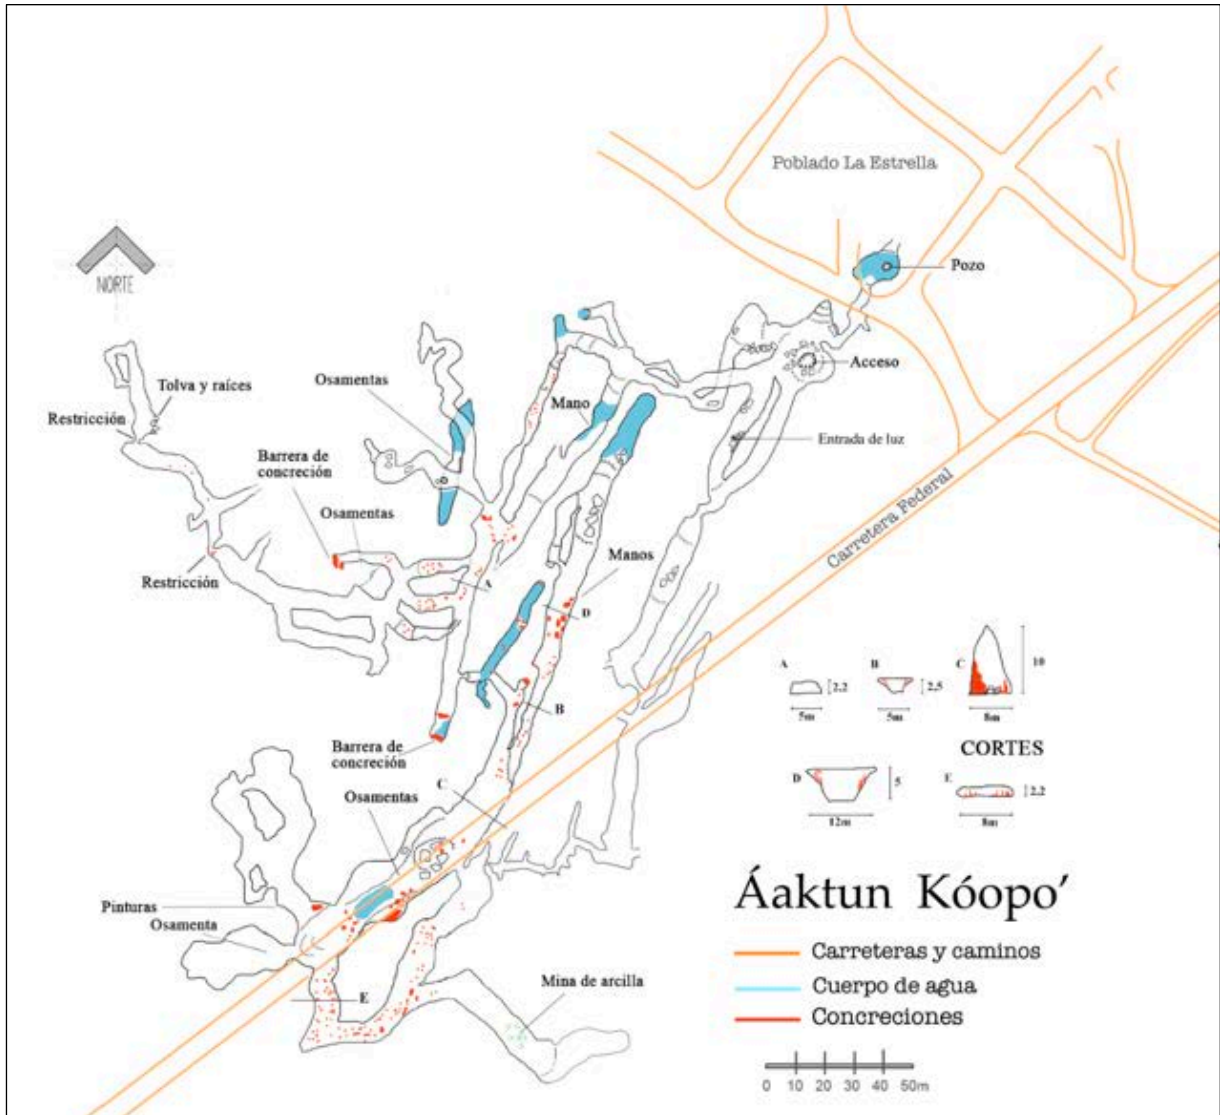 Poblado La Estrella
Pozo
NORTE
Acceso
Tolva y raíces
Osamentas
Restricción
Mano
Entrada de luz
Barrera de
concreción
Osamentas
Carretera Federal
Manos
Restricción
A
D
B
A
2,2
5m
B
2,5
5m
C
10
8m
CORTES
Barrera de
concreción
Osamentas
C
D
5
12m
E
2,2
8m
Pinturas
Osamenta
E
Mina de arcilla
Áaktun Kóopo’
Carreteras y caminos
Cuerpo de agua
Concreciones
0 10 20 30 40 50m